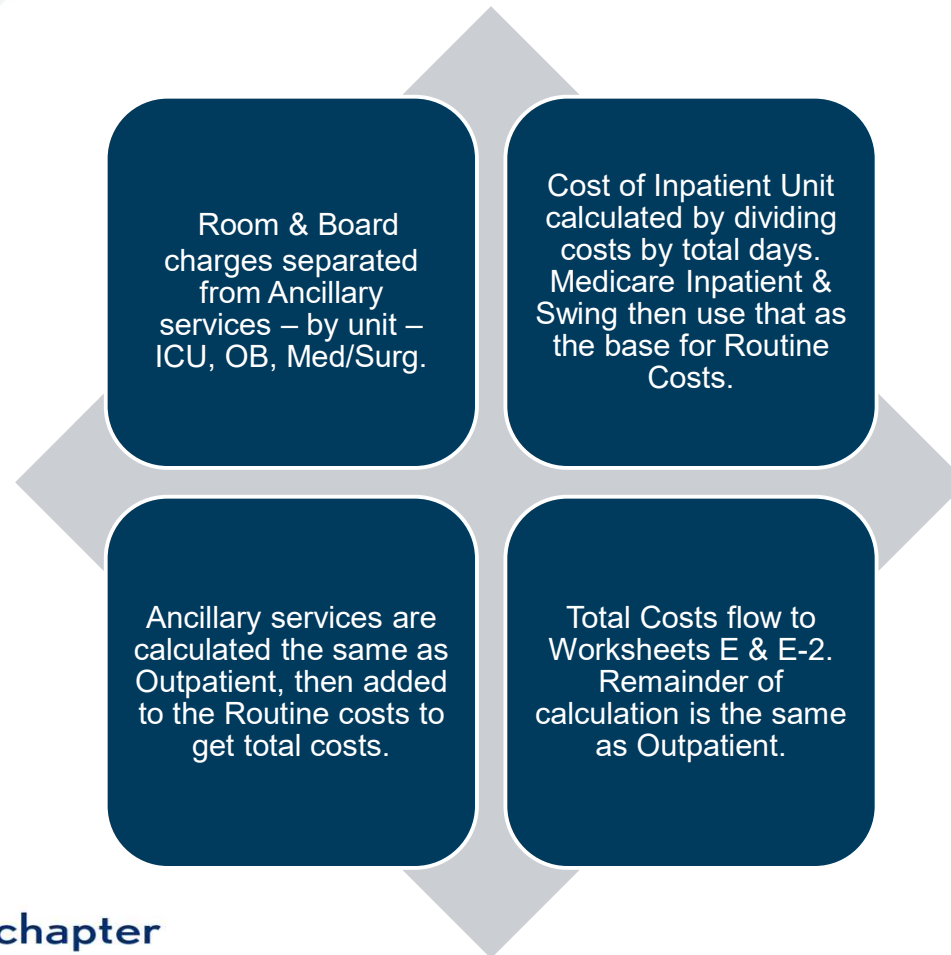 Room & Board
charges separated
from Ancillary
services – by unit –
ICU, OB, Med/Surg.
Cost of Inpatient Unit
calculated by dividing
costs by total days.
Medicare Inpatient &
Swing then use that as
the base for Routine
Costs.
Ancillary services are
calculated the same as
Outpatient, then added
to the Routine costs to
get total costs.
Total Costs flow to
Worksheets E & E-2.
Remainder of
calculation is the same
as Outpatient.
chapter